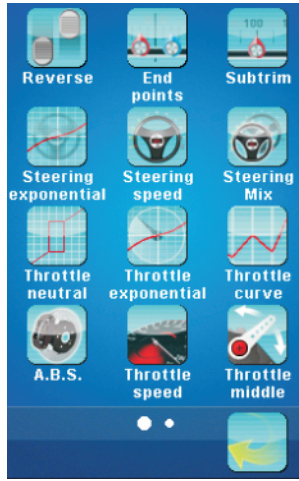 Reverse
End
points
100
Subtrim
Steering
exponential
Steering
speed
Steering
Mix
Throttle
neutral
Throttle
exponential
Throttle
curve
A.B.S.
Throttle
speed
Throttle
middle